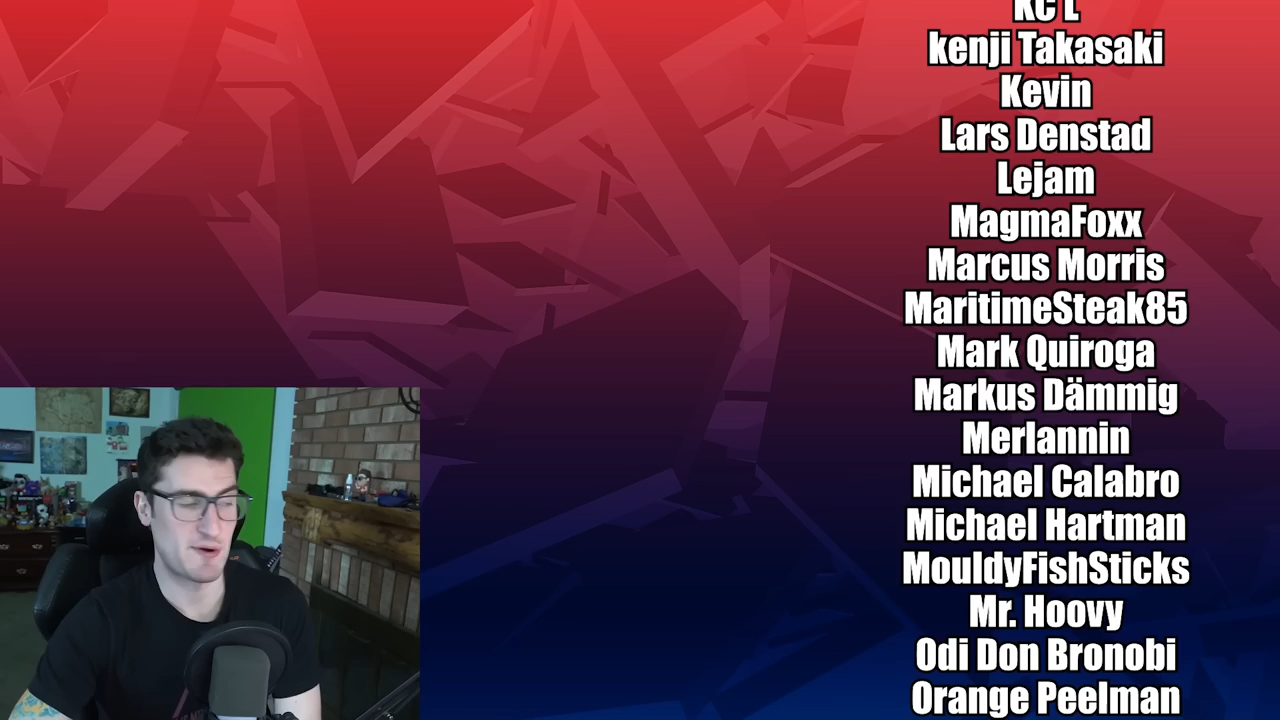 KC L
kenji Takasaki
Kevin
Lars Denstad
Lejam
MagmaFoxx
Marcus Morris
MaritimeSteak85
Mark Quiroga
Markus Dämmig
Merlannin
Michael Calabro
Michael Hartman
MouldyFishSticks
Mr. Hoovy
Odi Don Bronobi
Orange Peelman